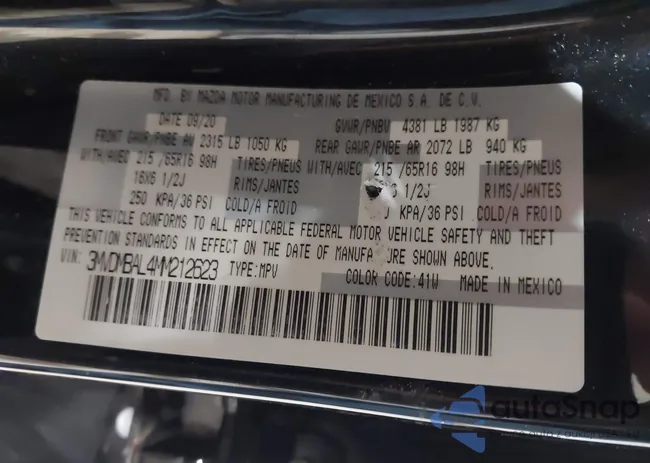 MFD. BY MAZDA MOTOR MANUFACTURING DE MEXICO S.A. DE C.V.
DATE 09/20 GVWR/PNBV 4381 LB 1987 KG
FRONT GAWR/PNBE AV 2315 LB 1050 KG REAR GAWR/PNBE AR 2072 LB 940 KG
WITH/AVEC 215 /65R16 98H TIRES/PNEUS WITH/AVEC 215 /65R16 98H TIRES/PNEUS
16X6 1/2J RIMS/JANTES 1/2J RIMS/JANTES
250 KPA/36 PSI COLD/A FROID KPA/36 PSI COLD/A FROID
THIS VEHICLE CONFORMS TO ALL APPLICABLE FEDERAL MOTOR VEHICLE SAFETY AND THEFT
PREVENTION STANDARDS IN EFFECT ON THE DATE OF MANUFA URE SHOWN ABOVE.
VIN: 3MVDMBAL4MM212623 TYPE: MPV COLOR CODE: 41W MADE IN MEXICO
autoSnap